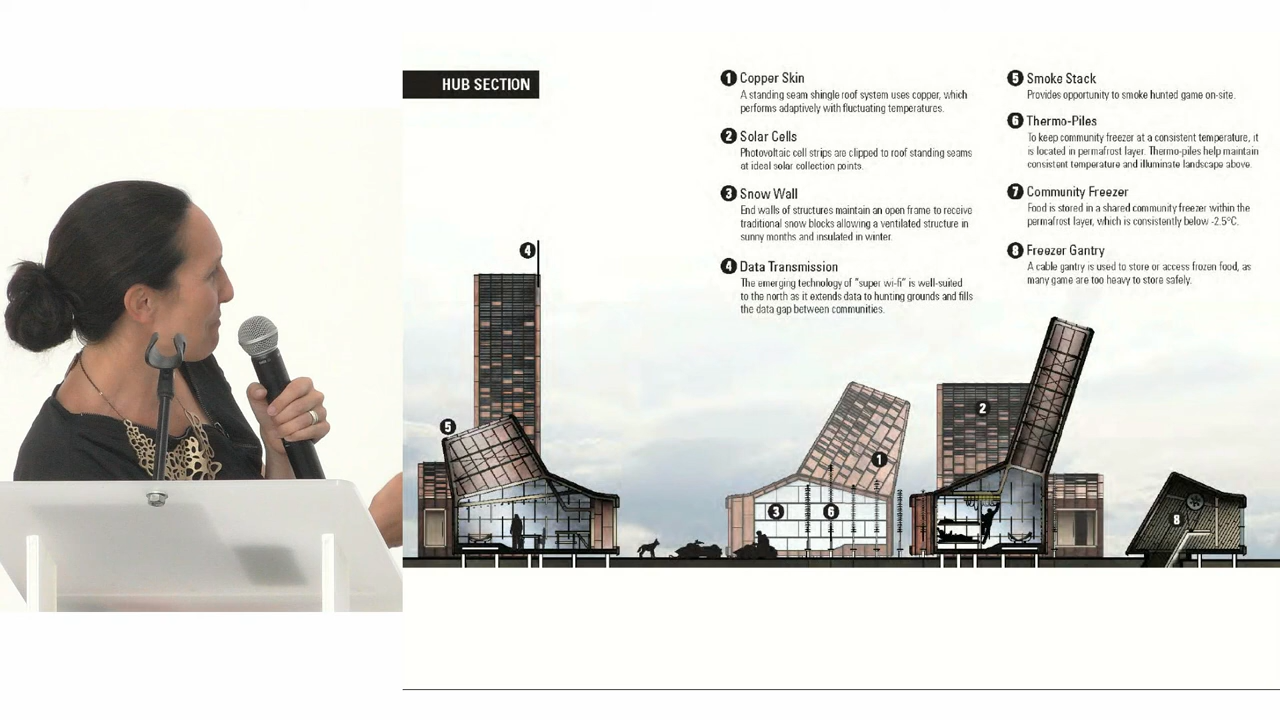 HUB SECTION
1 Copper Skin
A standing seam shingle roof system uses copper, which
performs adaptively with fluctuating temperatures.
2 Solar Cells
Photovoltaic cell strips are clipped to roof standing seams
at ideal solar collection points.
3 Snow Wall
End walls of structures maintain an open frame to receive
traditional snow blocks allowing a ventilated structure in
sunny months and insulated in winter.
4 Data Transmission
The emerging technology of "super wi-fi" is well-suited
to the north as it extends data to hunting grounds and fills
the data gap between communities.
5 Smoke Stack
Provides opportunity to smoke hunted game on-site.
6 Thermo-Piles
To keep community freezer at a consistent temperature, it
is located in permafrost layer. Thermo-piles help maintain
consistent temperature and illuminate landscape above.
7 Community Freezer
Food is stored in a shared community freezer within the
permafrost layer, which is consistently below -2.5°C.
8 Freezer Gantry
A cable gantry is used to store or access frozen food, as
many game are too heavy to store safely.
4
5
2
1
3
6
8